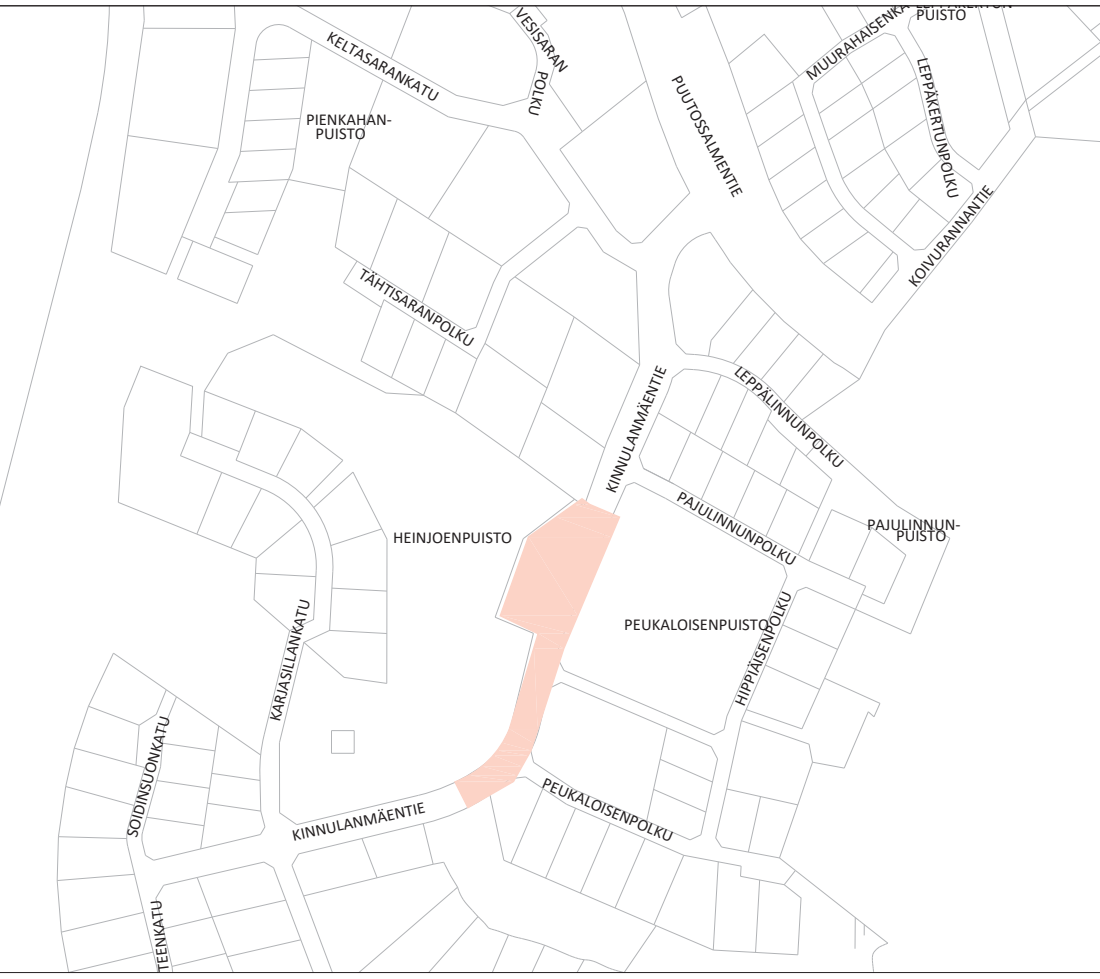 VESISARAN
POLKU
KELTASARANKATU
PIENKAHAN-
PUISTO
PUUTOSSALMENTIE
PUISTO
LEPPÄKERTUNPOLKU
KOIVURANNANTIE
TÄHTISARANPOLKU
KINNULANMÄENTIE
LEPPÄLINNUNPOLKU
PAJULINNUNPOLKU
PAJULINNUN-
PUISTO
HEINJOENPUISTO
PEUKALOISENPUISTO
HIPPIÄISENPOLKU
KARJASILLANKATU
SOIDINSUONKATU
KINNULANMÄENTIE
PEUKALOISENPOLKU
TEENKATU